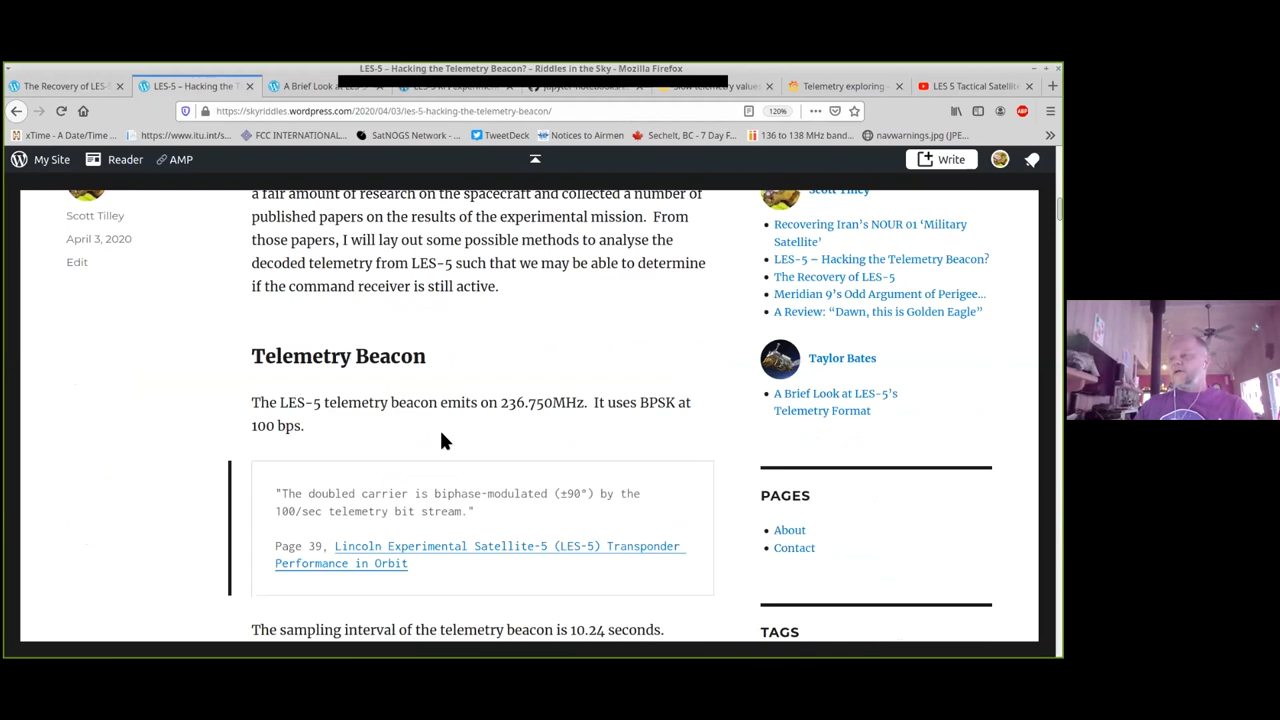 LES-5 – Hacking the Telemetry Beacon? – Riddles in the Sky - Mozilla Firefox
The Recovery of LES-
LES-5 – Hacking the T
A Brief Look at LES
Telemetry exploring
LES 5 Tactical Satellit
https://skyriddles.wordpress.com/2020/04/03/les-5-hacking-the-telemetry-beacon/
120%
xTime - A Date/Time ...
https://www.itu.int/s...
FCC INTERNATIONAL...
SatNOGS Network - ...
TweetDeck
Notices to Airmen
Sechelt, BC - 7 Day F...
136 to 138 MHz band...
navwarnings.jpg (JPE...
My Site
Reader
AMP
Write
a fair amount of research on the spacecraft and collected a number of
published papers on the results of the experimental mission. From
those papers, I will lay out some possible methods to analyse the
decoded telemetry from LES-5 such that we may be able to determine
if the command receiver is still active.
Scott Tilley
April 3, 2020
Edit
Telemetry Beacon
The LES-5 telemetry beacon emits on 236.750MHz. It uses BPSK at
100 bps.
"The doubled carrier is biphase-modulated (±90°) by the
100/sec telemetry bit stream."
Page 39, Lincoln Experimental Satellite-5 (LES-5) Transponder
Performance in Orbit
The sampling interval of the telemetry beacon is 10.24 seconds.
Scott Tilley
Recovering Iran's NOUR 01 ‘Military
Satellite’
LES-5 – Hacking the Telemetry Beacon?
The Recovery of LES-5
Meridian 9’s Odd Argument of Perigee…
A Review: “Dawn, this is Golden Eagle”
Taylor Bates
A Brief Look at LES-5’s
Telemetry Format
PAGES
About
Contact
TAGS